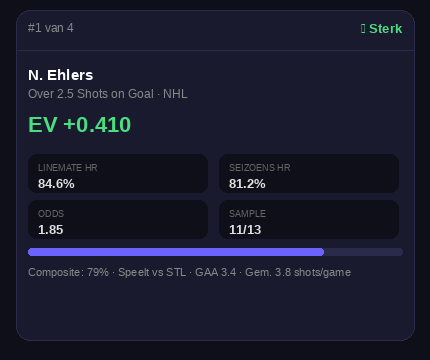 #1 van 4
Sterk
N. Ehlers
Over 2.5 Shots on Goal · NHL
EV +0.410
LINEMATE HR
84.6%
SEIZOENS HR
81.2%
ODDS
1.85
SAMPLE
11/13
Composite: 79% · Speelt vs STL · GAA 3.4 · Gem. 3.8 shots/game